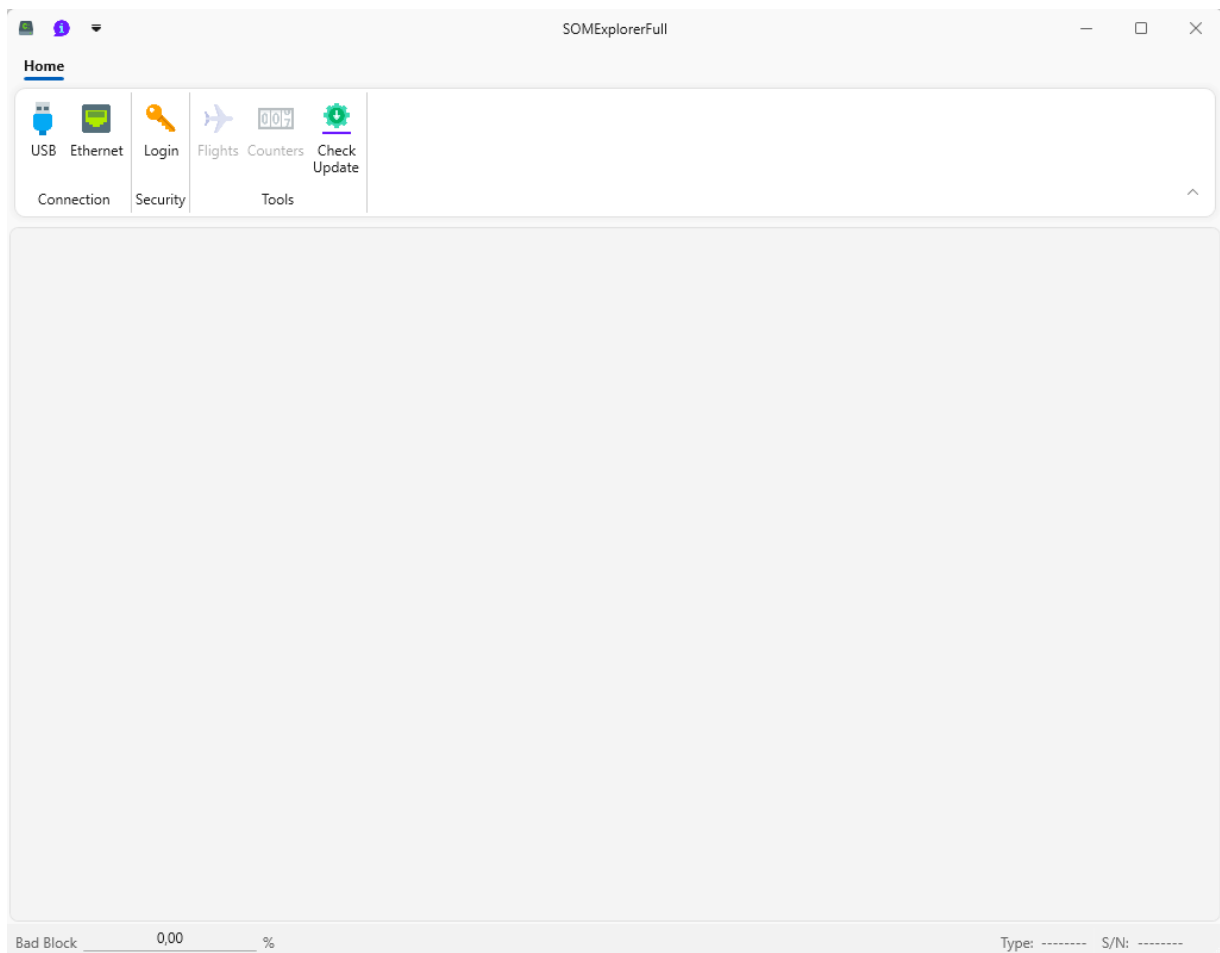 SOMExplorerFull
Home
USB Ethernet Login Flights Counters Check Update
Connection Security Tools
Bad Block 0,00 % Type: -------- S/N: --------